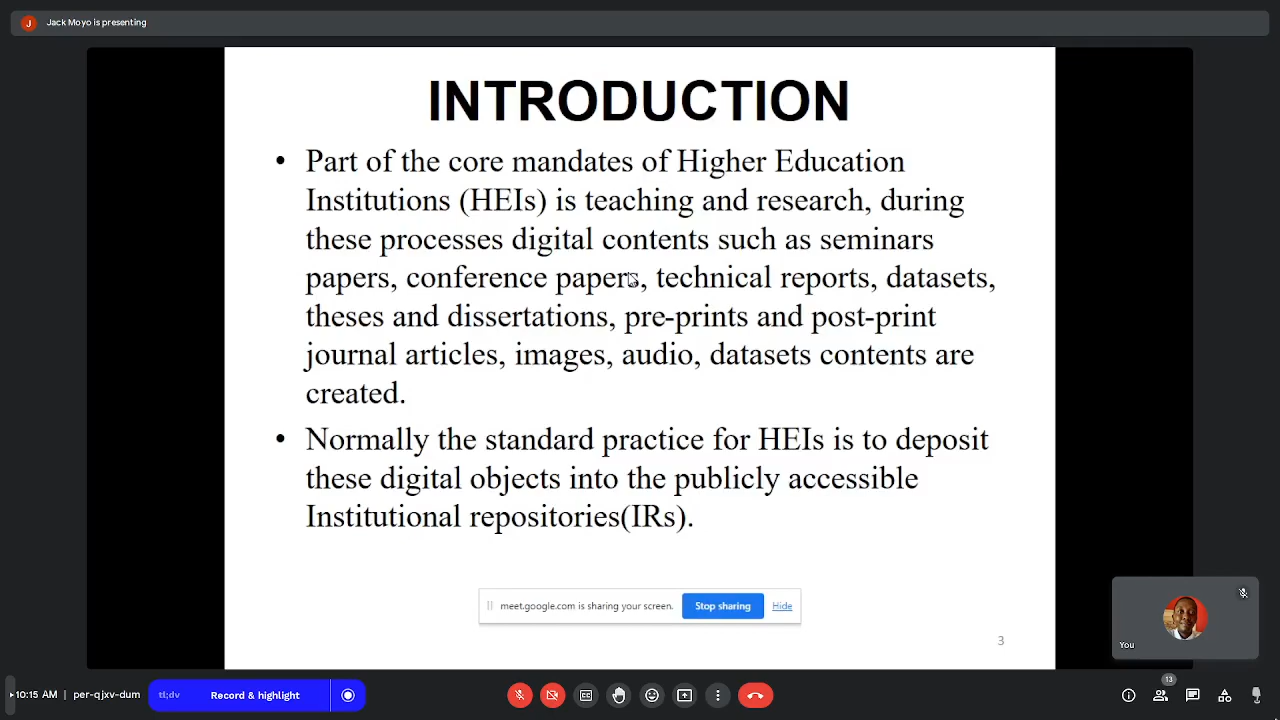 J Jack Moyo is presenting
INTRODUCTION
• Part of the core mandates of Higher Education
Institutions (HEIs) is teaching and research, during
these processes digital contents such as seminars
papers, conference papers, technical reports, datasets,
theses and dissertations, pre-prints and post-print
journal articles, images, audio, datasets contents are
created.
• Normally the standard practice for HEIs is to deposit
these digital objects into the publicly accessible
Institutional repositories(IRs).
meet.google.com is sharing your screen. Stop sharing Hide
3
You
10:15 AM | per-qjxv-dum
tl;dv Record & highlight
13